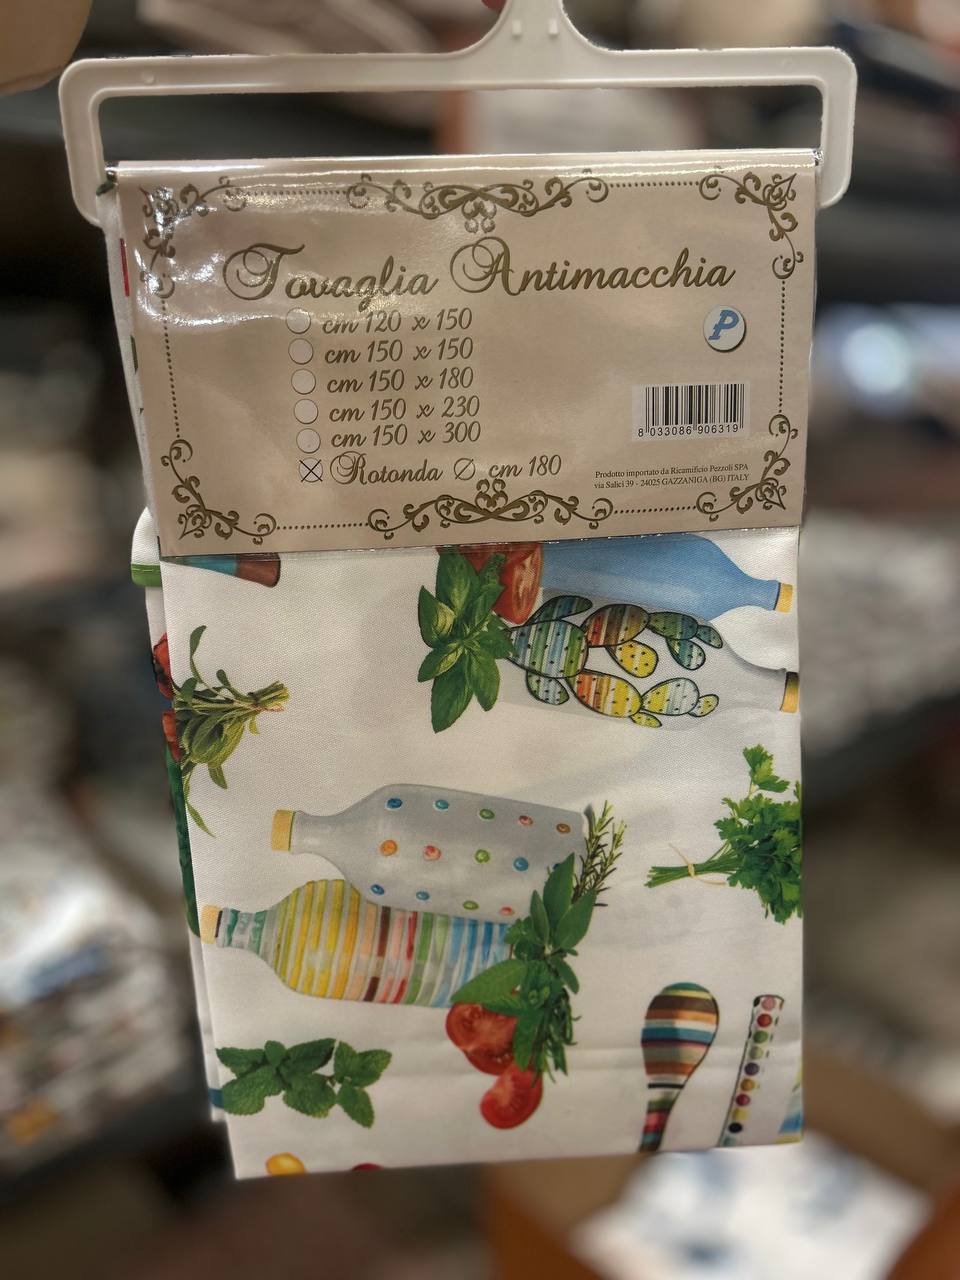 Tovaglia Antimacchia
cm 120 x 150
cm 150 x 150
cm 150 x 180
cm 150 x 230
cm 150 x 300
Rotonda Ø cm 180
P
8 033086 906319
Prodotto importato da Ricamificio Pezzoli SPA
via Salici 39 - 24025 GAZZANIGA (BG) ITALY